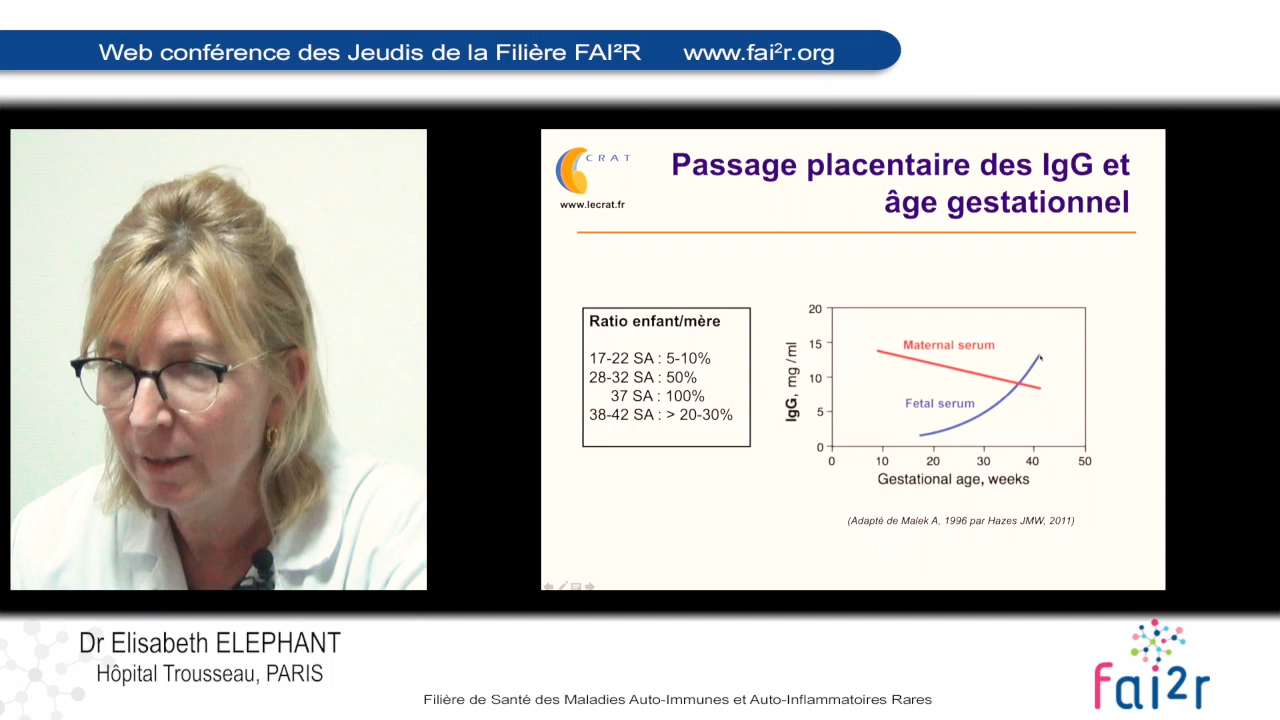 Web conférence des Jeudis de la Filière FAI²R www.fai²r.org
CRAT
www.lecrat.fr
Passage placentaire des IgG et
âge gestationnel
Ratio enfant/mère
17-22 SA : 5-10%
28-32 SA : 50%
37 SA : 100%
38-42 SA : > 20-30%
IgG, mg/ml
20
15
10
5
0
Maternal serum
Fetal serum
0 10 20 30 40 50
Gestational age, weeks
(Adapté de Malek A, 1996 par Hazes JMW, 2011)
Dr Elisabeth ELEPHANT
Hôpital Trousseau, PARIS
Filière de Santé des Maladies Auto-Immunes et Auto-Inflammatoires Rares
fai2r